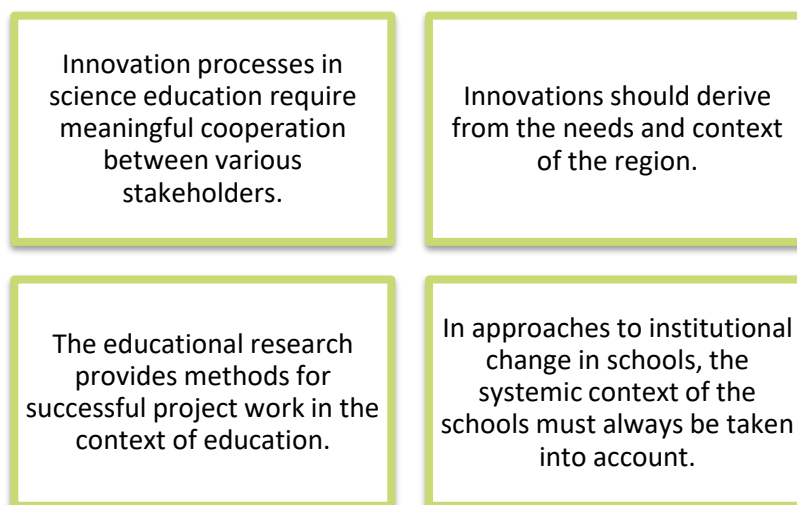 Innovation processes in
science education require
meaningful cooperation
between various
stakeholders.
Innovations should derive
from the needs and context
of the region.
The educational research
provides methods for
successful project work in the
context of education.
In approaches to institutional
change in schools, the
systemic context of the
schools must always be taken
into account.